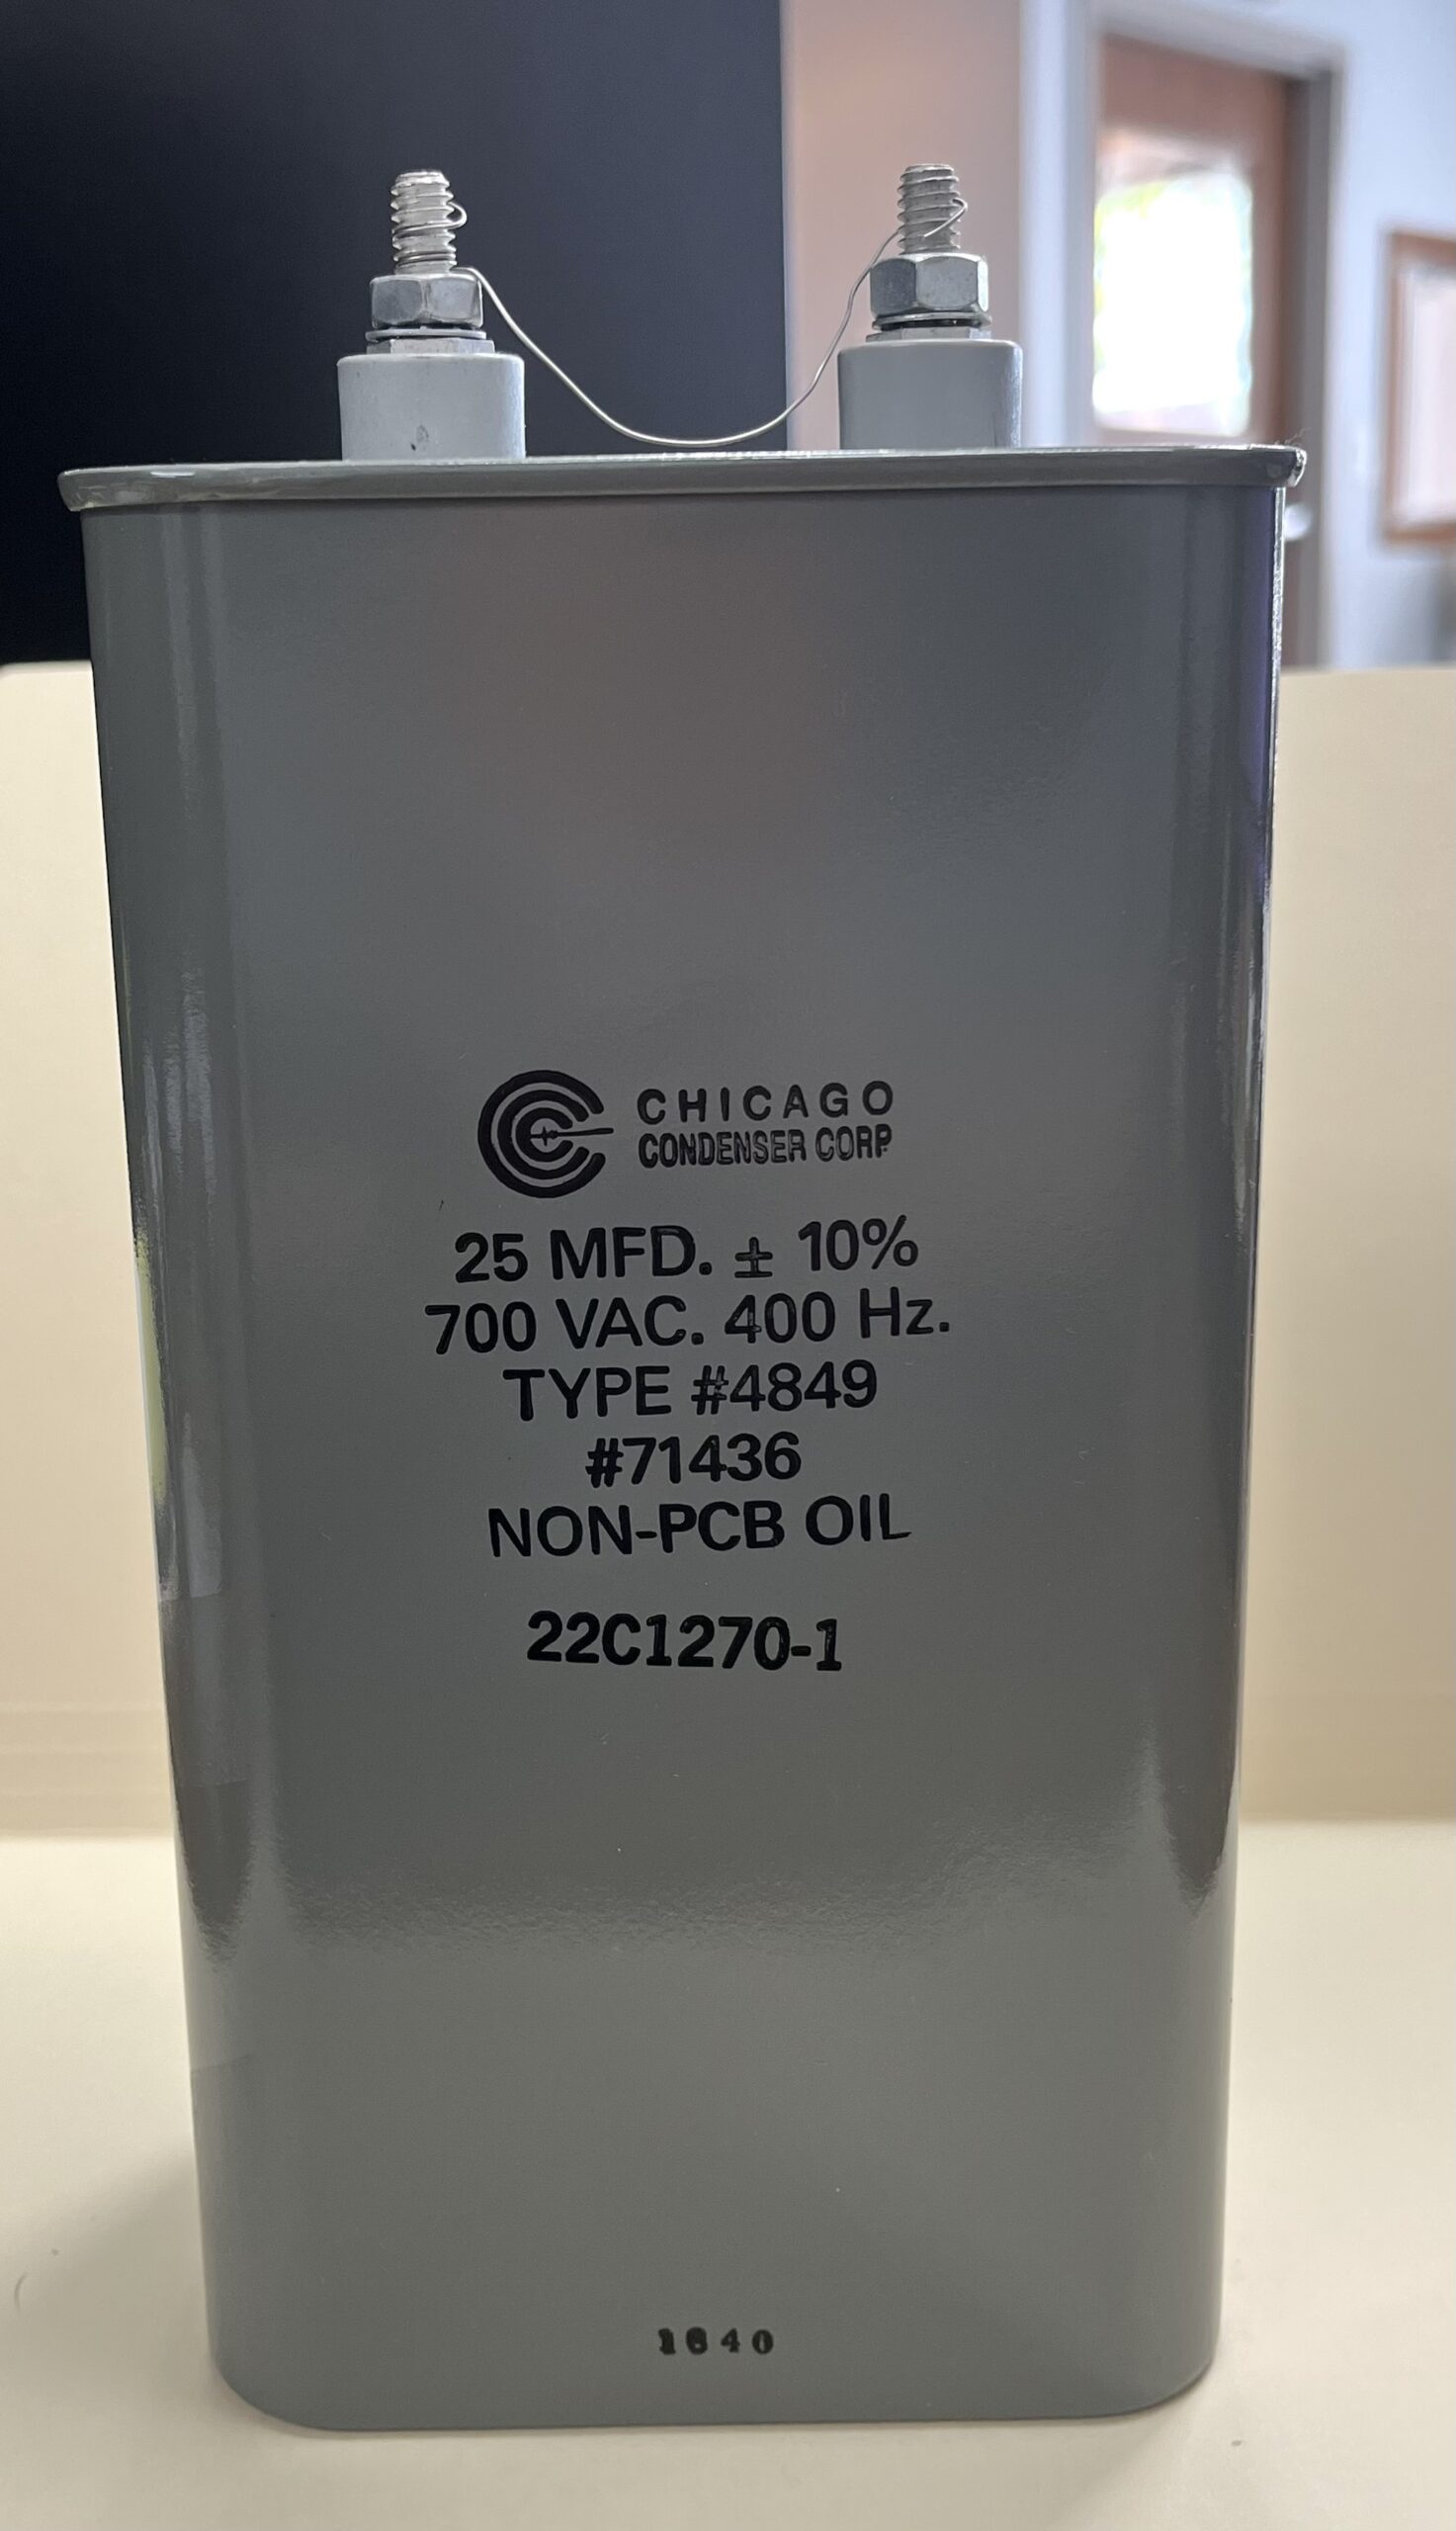 CHICAGO
CONDENSER CORP
25 MFD. ± 10%
700 VAC. 400 Hz.
TYPE #4849
#71436
NON-PCB OIL
22C1270-1
1640